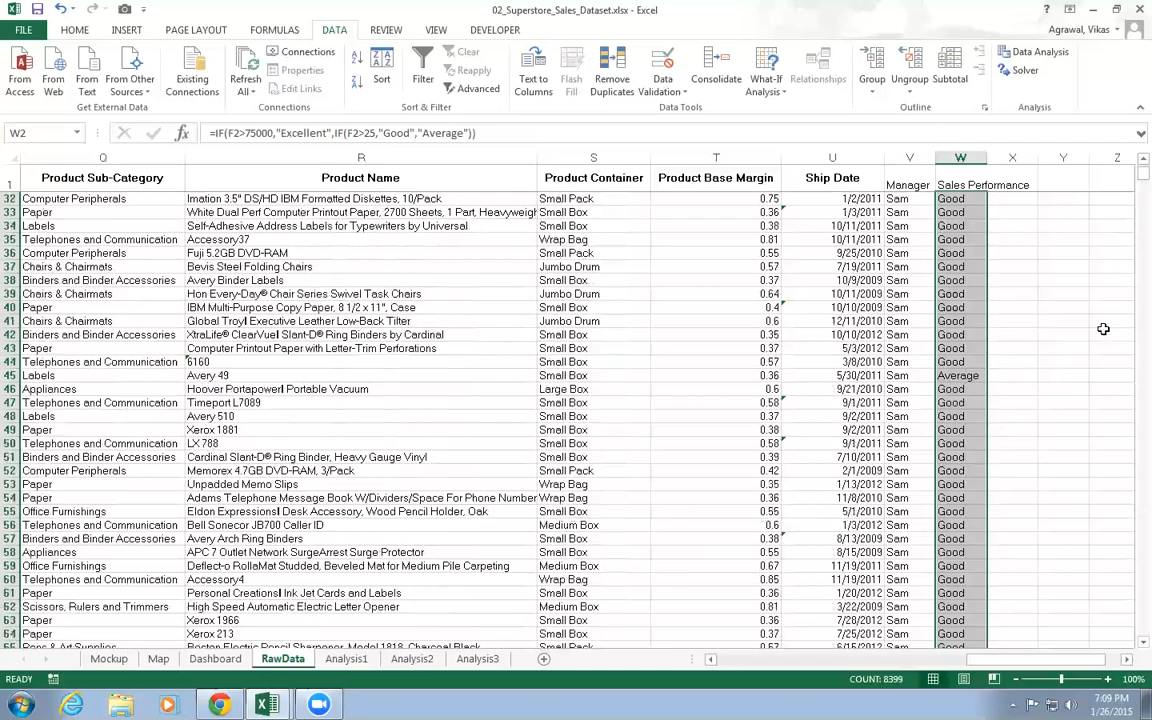 02_Superstore_Sales_Dataset.xlsx - Excel
FILE HOME INSERT PAGE LAYOUT FORMULAS DATA REVIEW VIEW DEVELOPER Agrawal, Vikas
From Access From Web From Text From Other Sources Existing Connections Refresh All Connections Properties Edit Links Sort Filter Clear Reapply Advanced Text to Columns Flash Fill Remove Duplicates Data Validation Consolidate What-If Analysis Relationships Group Ungroup Subtotal Data Analysis Solver
Get External Data Connections Sort & Filter Data Tools Outline Analysis
W2 =IF(F2>75000,"Excellent",IF(F2>25,"Good","Average"))
Q R S T U V W X Y Z
1 Product Sub-Category Product Name Product Container Product Base Margin Ship Date Manager Sales Performance
32 Computer Peripherals Imation 3.5" DS/HD IBM Formatted Diskettes, 10/Pack Small Pack 0.75 1/2/2011 Sam Good
33 Paper White Dual Perf Computer Printout Paper, 2700 Sheets, 1 Part, Heavyweig Small Box 0.36 1/3/2011 Sam Good
34 Labels Self-Adhesive Address Labels for Typewriters by Universal Small Box 0.38 10/11/2011 Sam Good
35 Telephones and Communication Accessory37 Wrap Bag 0.81 10/11/2011 Sam Good
36 Computer Peripherals Fuji 5.2GB DVD-RAM Small Pack 0.55 9/25/2010 Sam Good
37 Chairs & Chairmats Bevis Steel Folding Chairs Jumbo Drum 0.57 7/19/2011 Sam Good
38 Binders and Binder Accessories Avery Binder Labels Small Box 0.37 10/9/2009 Sam Good
39 Chairs & Chairmats Hon Every-Day® Chair Series Swivel Task Chairs Jumbo Drum 0.64 10/11/2009 Sam Good
40 Paper IBM Multi-Purpose Copy Paper, 8 1/2 x 11", Case Small Box 0.4 10/10/2009 Sam Good
41 Chairs & Chairmats Global Troy Executive Leather Low-Back Tilter Jumbo Drum 0.6 12/11/2010 Sam Good
42 Binders and Binder Accessories XtraLife® ClearVue Slant-D® Ring Binders by Cardinal Small Box 0.35 10/10/2012 Sam Good
43 Paper Computer Printout Paper with Letter-Trim Perforations Small Box 0.37 5/3/2012 Sam Good
44 Telephones and Communication 6160 Small Box 0.57 3/8/2010 Sam Good
45 Labels Avery 49 Small Box 0.36 5/30/2011 Sam Average
46 Appliances Hoover Portapower Portable Vacuum Large Box 0.6 9/21/2010 Sam Good
47 Telephones and Communication Timeport L7089 Small Box 0.58 9/1/2011 Sam Good
48 Labels Avery 510 Small Box 0.37 9/2/2011 Sam Good
49 Paper Xerox 1881 Small Box 0.38 9/2/2011 Sam Good
50 Telephones and Communication LX 788 Small Box 0.58 9/1/2011 Sam Good
51 Binders and Binder Accessories Cardinal Slant-D® Ring Binder, Heavy Gauge Vinyl Small Box 0.39 7/10/2011 Sam Good
52 Computer Peripherals Memorex 4.7GB DVD-RAM, 3/Pack Small Pack 0.42 2/1/2009 Sam Good
53 Paper Unpadded Memo Slips Wrap Bag 0.35 1/13/2012 Sam Good
54 Paper Adams Telephone Message Book W/Dividers/Space For Phone Number Wrap Bag 0.36 11/8/2010 Sam Good
55 Office Furnishings Eldon Expressions Desk Accessory, Wood Pencil Holder, Oak Small Box 0.55 5/1/2010 Sam Good
56 Telephones and Communication Bell Sonecor JB700 Caller ID Medium Box 0.6 1/3/2012 Sam Good
57 Binders and Binder Accessories Avery Arch Ring Binders Small Box 0.38 8/13/2009 Sam Good
58 Appliances APC 7 Outlet Network SurgeArrest Surge Protector Small Box 0.55 8/15/2009 Sam Good
59 Office Furnishings Deflect-o RollaMat Studded, Beveled Mat for Medium Pile Carpeting Medium Box 0.67 11/19/2011 Sam Good
60 Telephones and Communication Accessory4 Wrap Bag 0.85 11/19/2011 Sam Good
61 Paper Personal Creations Ink Jet Cards and Labels Small Box 0.36 1/20/2012 Sam Good
62 Scissors, Rulers and Trimmers High Speed Automatic Electric Letter Opener Medium Box 0.81 3/22/2009 Sam Good
63 Paper Xerox 1966 Small Box 0.36 7/28/2012 Sam Good
64 Paper Xerox 213 Small Box 0.37 7/25/2012 Sam Good
Mockup Map Dashboard RawData Analysis1 Analysis2 Analysis3
READY COUNT: 8399 100%
7:09 PM
1/26/2015